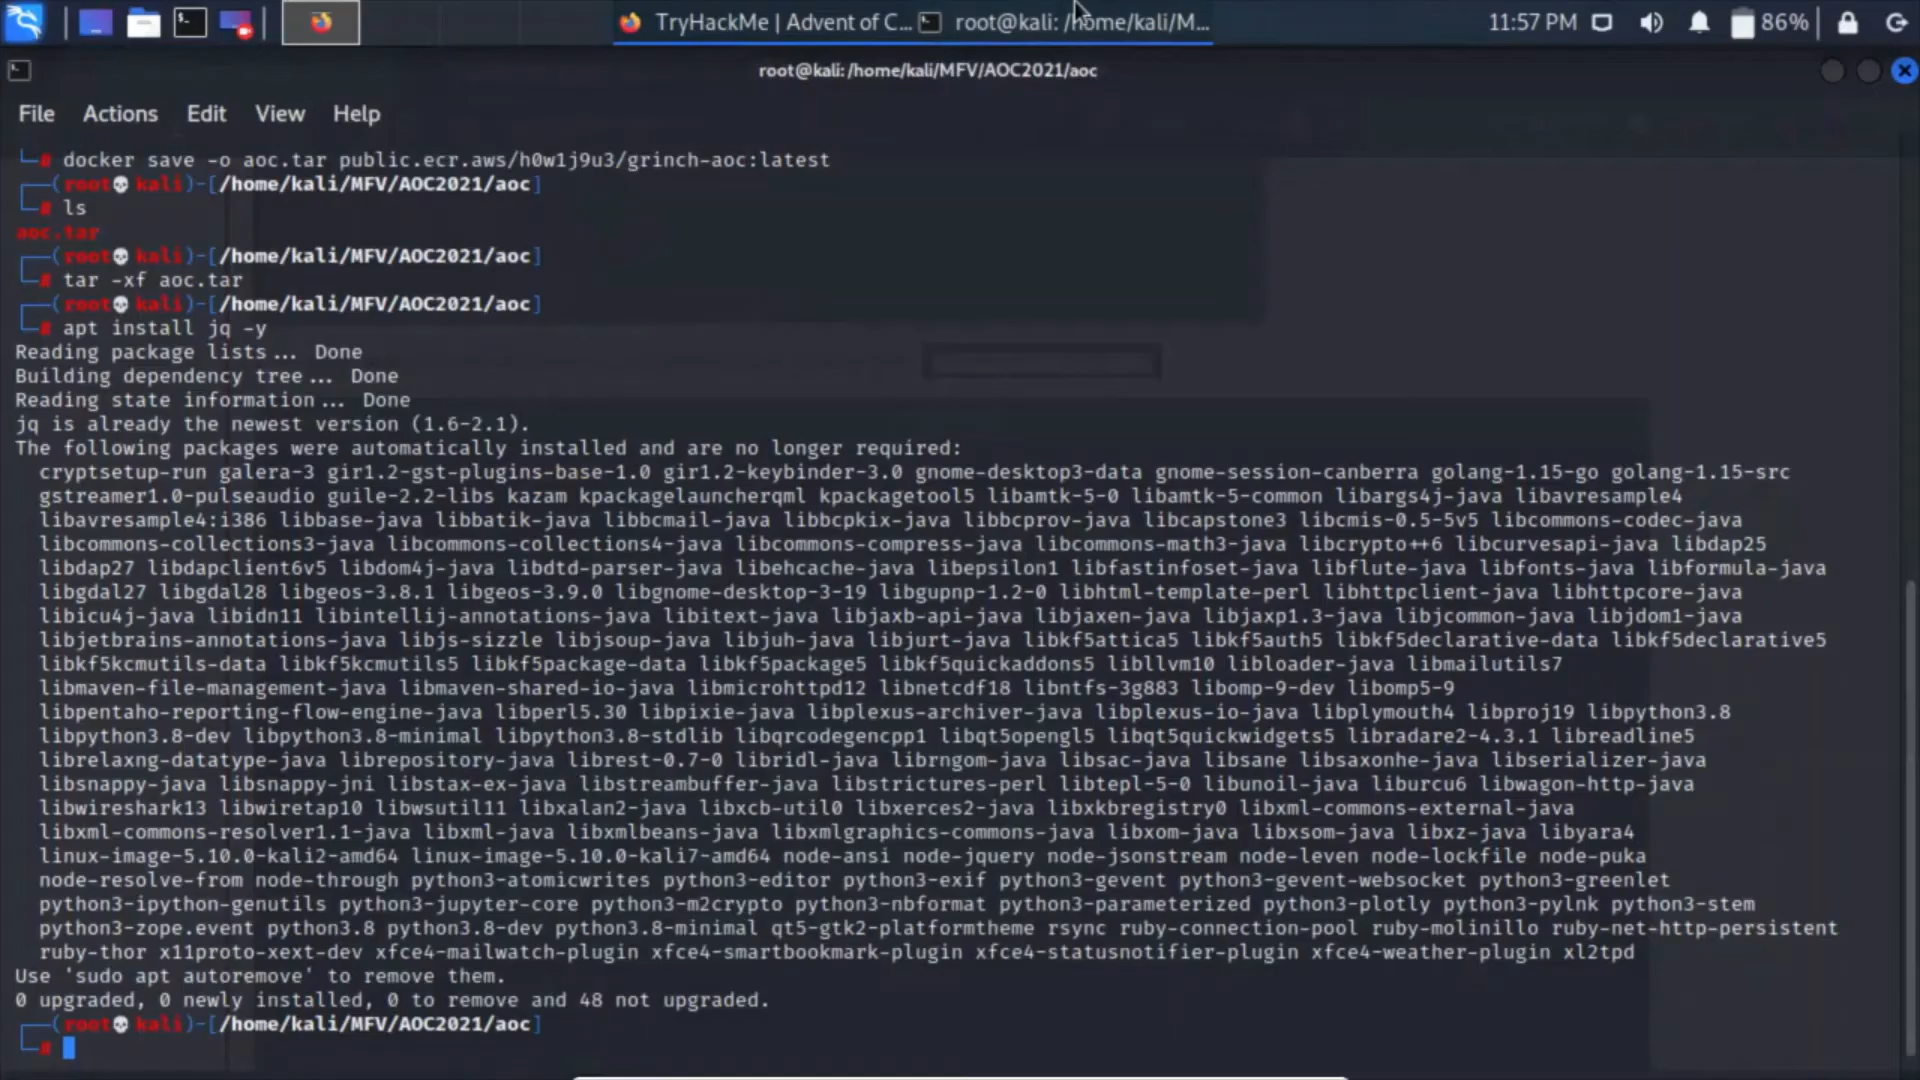 TryHackMe | Advent of C... root@kali: /home/kali/M... 11:57 PM 86%
root@kali:/home/kali/MFV/AOC2021/aoc
File Actions Edit View Help
└─# docker save -o aoc.tar public.ecr.aws/h0w1j9u3/grinch-aoc:latest
┌──(root💀kali)-[/home/kali/MFV/AOC2021/aoc]
└─# ls
aoc.tar
┌──(root💀kali)-[/home/kali/MFV/AOC2021/aoc]
└─# tar -xf aoc.tar
┌──(root💀kali)-[/home/kali/MFV/AOC2021/aoc]
└─# apt install jq -y
Reading package lists... Done
Building dependency tree... Done
Reading state information... Done
jq is already the newest version (1.6-2.1).
The following packages were automatically installed and are no longer required:
cryptsetup-run galera-3 gir1.2-gst-plugins-base-1.0 gir1.2-keybinder-3.0 gnome-desktop3-data gnome-session-canberra golang-1.15-go golang-1.15-src
gstreamer1.0-pulseaudio guile-2.2-libs kazam kpackagelauncherqml kpackagetool5 libamtk-5-0 libamtk-5-common libargs4j-java libavresample4
libavresample4:i386 libbase-java libbatik-java libbcmail-java libbcpkix-java libbcprov-java libcapstone3 libcmis-0.5-5v5 libcommons-codec-java
libcommons-collections3-java libcommons-collections4-java libcommons-compress-java libcommons-math3-java libcrypto++6 libcurvesapi-java libdap25
libdap27 libdapclient6v5 libdom4j-java libdtd-parser-java libehcache-java libepsilon1 libfastinfoset-java libflute-java libfonts-java libformula-java
libgdal27 libgdal28 libgeos-3.8.1 libgeos-3.9.0 libgnome-desktop-3-19 libgupnp-1.2-0 libhtml-template-perl libhttpclient-java libhttpcore-java
libicu4j-java libidn11 libintellij-annotations-java libitext-java libjaxb-api-java libjaxen-java libjaxp1.3-java libjcommon-java libjdom1-java
libjetbrains-annotations-java libjs-sizzle libjsoup-java libjuh-java libjurt-java libkf5attica5 libkf5auth5 libkf5declarative-data libkf5declarative5
libkf5kcmutils-data libkf5kcmutils5 libkf5package-data libkf5package5 libkf5quickaddons5 libllvm10 libloader-java libmailutils7
libmaven-file-management-java libmaven-shared-io-java libmicrohttpd12 libnetcdf18 libntfs-3g883 libomp-9-dev libomp5-9
libpentaho-reporting-flow-engine-java libperl5.30 libpixie-java libplexus-archiver-java libplexus-io-java libplymouth4 libproj19 libpython3.8
libpython3.8-dev libpython3.8-minimal libpython3.8-stdlib libqrcodegencpp1 libqt5opengl5 libqt5quickwidgets5 libradare2-4.3.1 libreadline5
librelaxng-datatype-java librepository-java librest-0.7-0 libridl-java librngom-java libsac-java libsane libsaxonhe-java libserializer-java
libsnappy-java libsnappy-jni libstax-ex-java libstreambuffer-java libstrictures-perl libtepl-5-0 libunoil-java liburcu6 libwagon-http-java
libwireshark13 libwiretap10 libwsutil11 libxalan2-java libxcb-util0 libxerces2-java libxkbregistry0 libxml-commons-external-java
libxml-commons-resolver1.1-java libxml-java libxmlbeans-java libxmlgraphics-commons-java libxom-java libxsom-java libxz-java libyara4
linux-image-5.10.0-kali2-amd64 linux-image-5.10.0-kali7-amd64 node-ansi node-jquery node-jsonstream node-leven node-lockfile node-puka
node-resolve-from node-through python3-atomicwrites python3-editor python3-exif python3-gevent python3-gevent-websocket python3-greenlet
python3-ipython-genutils python3-jupyter-core python3-m2crypto python3-nbformat python3-parameterized python3-plotly python3-pylnk python3-stem
python3-zope.event python3.8 python3.8-dev python3.8-minimal qt5-gtk2-platformtheme rsync ruby-connection-pool ruby-molinillo ruby-net-http-persistent
ruby-thor x11proto-xext-dev xfce4-mailwatch-plugin xfce4-smartbookmark-plugin xfce4-statusnotifier-plugin xfce4-weather-plugin xl2tpd
Use 'sudo apt autoremove' to remove them.
0 upgraded, 0 newly installed, 0 to remove and 48 not upgraded.
┌──(root💀kali)-[/home/kali/MFV/AOC2021/aoc]
└─#